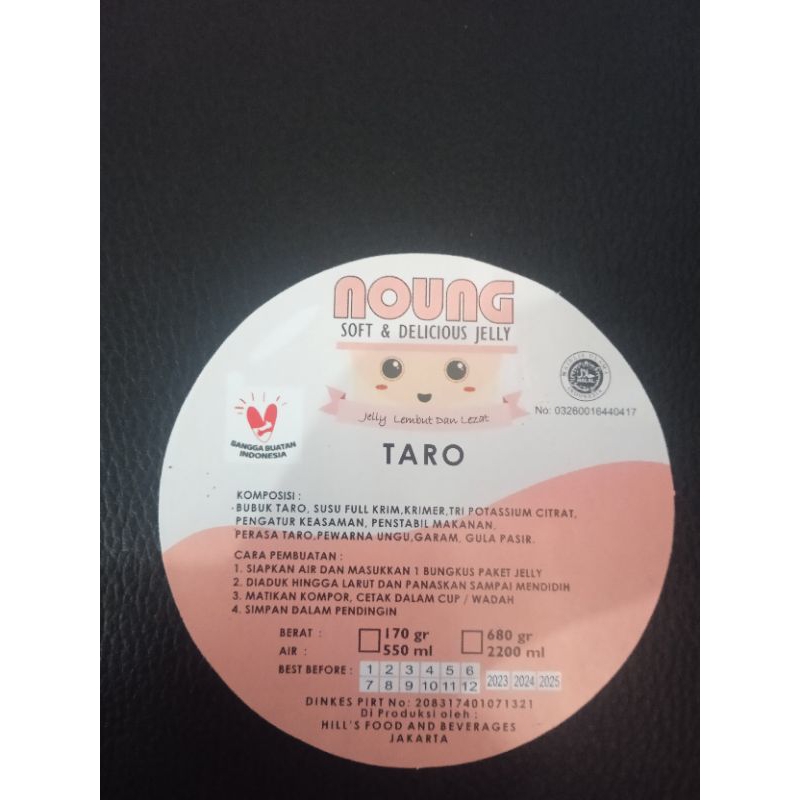 NOUNG
SOFT & DELICIOUS JELLY
Jelly Lembut Dan Lezat
HALAL
No: 03260016440417
BANGGA BUATAN
INDONESIA
TARO
KOMPOSISI :
BUBUK TARO, SUSU FULL KRIM,KRIMER,TRI POTASSIUM CITRAT,
PENGATUR KEASAMAN, PENSTABIL MAKANAN,
PERASA TARO,PEWARNA UNGU,GARAM, GULA PASIR.
CARA PEMBUATAN :
1. SIAPKAN AIR DAN MASUKKAN 1 BUNGKUS PAKET JELLY
2. DIADUK HINGGA LARUT DAN PANASKAN SAMPAI MENDIDIH
3. MATIKAN KOMPOR, CETAK DALAM CUP / WADAH
4. SIMPAN DALAM PENDINGIN
BERAT : 170 gr 680 gr
AIR : 550 ml 2200 ml
BEST BEFORE : 1 2 3 4 5 6
7 8 9 10 11 12 2023 2024 2025
DINKES PIRT No: 208317401071321
Di Produksi oleh :
HILL'S FOOD AND BEVERAGES
JAKARTA